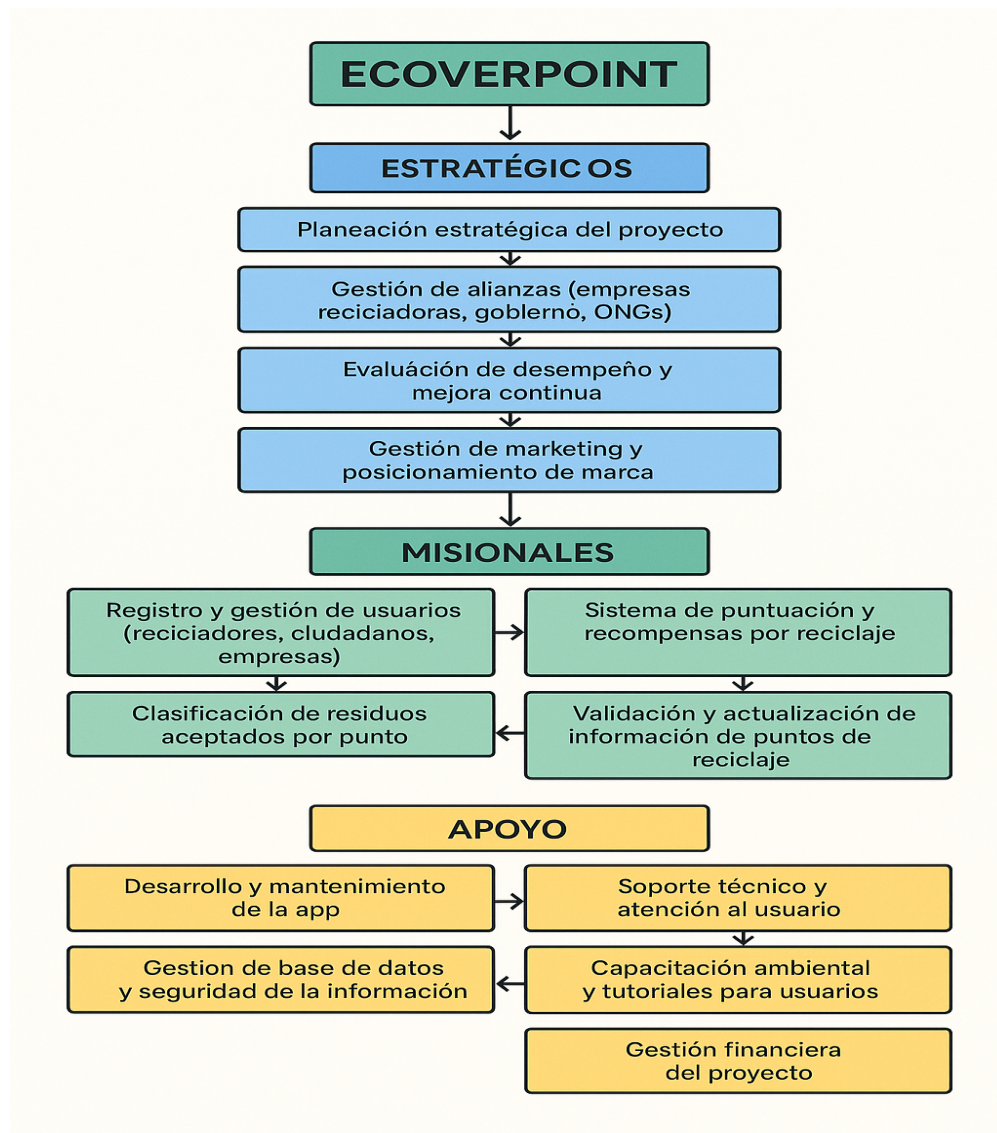 ECOVERPOINT
ESTRATÉGICOS
Planeación estratégica del proyecto
Gestión de alianzas (empresas
reciciadoras, goblernȯ, ONGs)
Evaluáción de desempeño y
mejora continua
Gestión de marketing y
posicionamiento de marca
MISIONALES
Registro y gestión de usuarios
(reciciadores, cludadanos,
empresas)
Sistema de puntuación y
recompensas por reciclaje
Clasificación de residuos
aceptados por punto
Validación y actualización de
información de puntos de
reciclaje
APOYO
Desarrollo y mantenimiento
de la app
Soporte técnico y
atención al usuario
Gestion de base de datos
y seguridad de la información
Capacitación ambiental
y tutoriales para usuarios
Gestión financiera
del proyecto